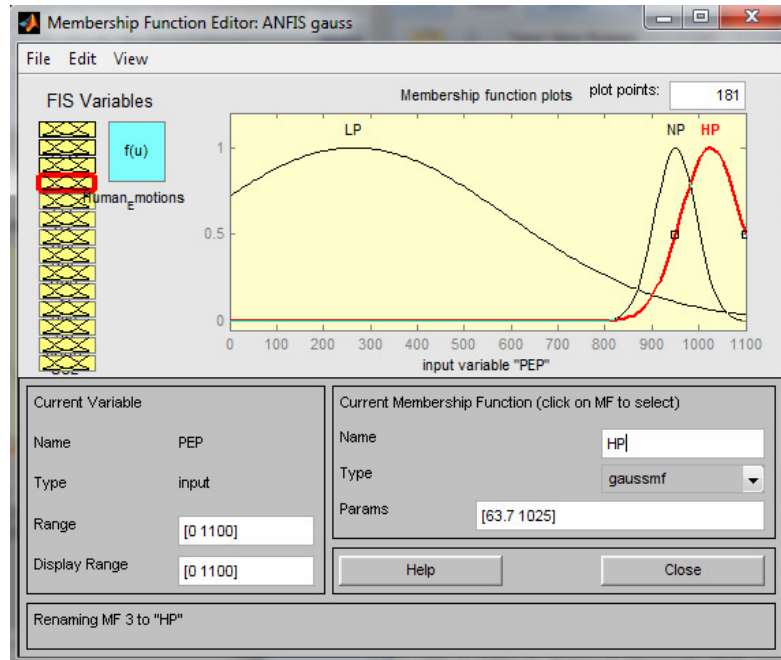 Membership Function Editor: ANFIS gauss
File Edit View
FIS Variables
f(u)
Human_Emotions
Membership function plots plot points: 181
LP NP HP
1
0.5
0
0 100 200 300 400 500 600 700 800 900 1000 1100
input variable "PEP"
Current Variable
Name PEP
Type input
Range [0 1100]
Display Range [0 1100]
Current Membership Function (click on MF to select)
Name HP
Type gaussmf
Params [63.7 1025]
Help Close
Renaming MF 3 to "HP"